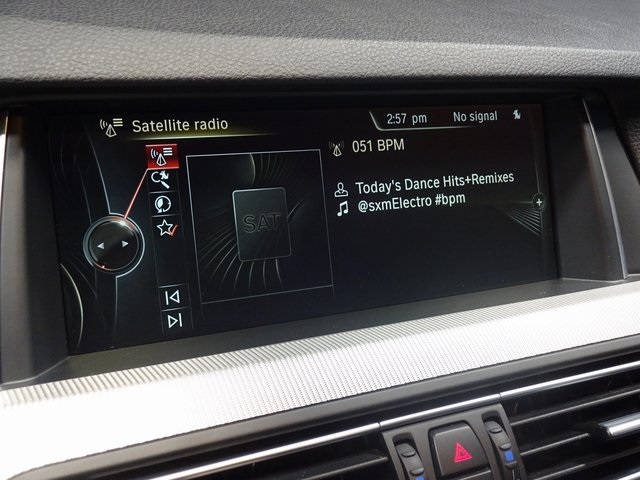 Satellite radio
2:57 pm No signal
051 BPM
Today's Dance Hits+Remixes
@sxmElectro #bpm
SAT